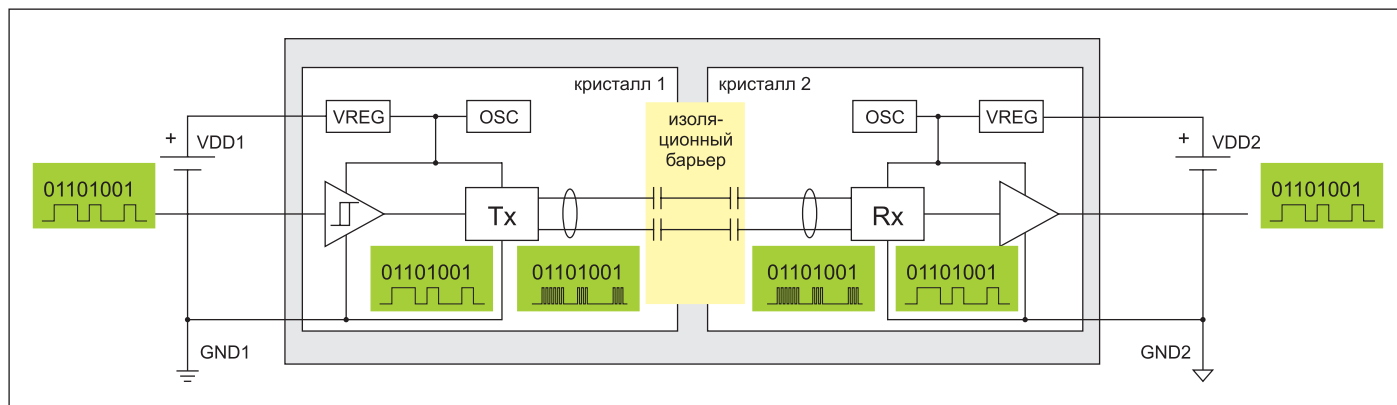 кристалл 1
кристалл 2
VREG
OSC
изоля-
ционный
барьер
OSC
VREG
+
VDD1
+
VDD2
01101001
01101001
Tx
Rx
01101001
01101001
01101001
01101001
GND1
GND2